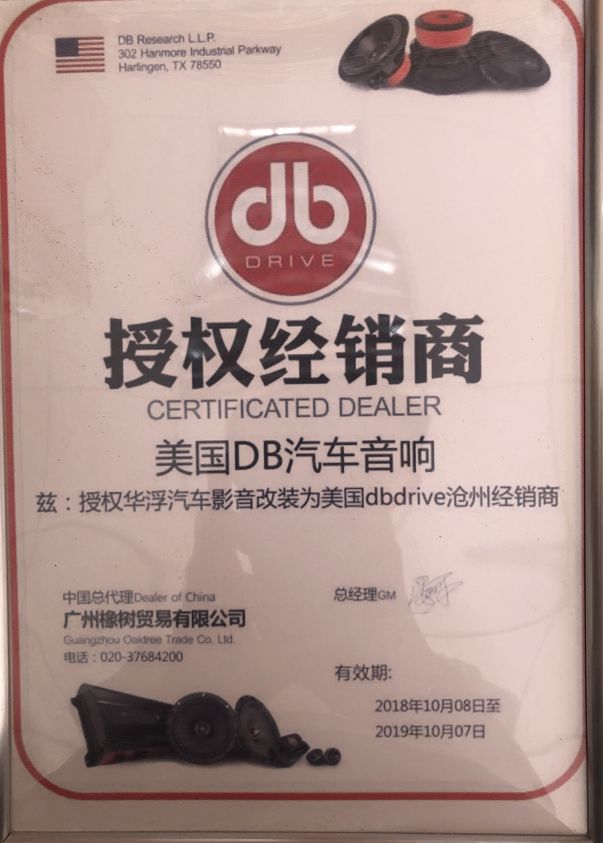 DB Research L.L.P.
302 Hanmore Industrial Parkway
Harlingen, TX 78550
db
DRIVE
授权经销商
CERTIFICATED DEALER
美国DB汽车音响
兹：授权华浮汽车影音改装为美国dbdrive沧州经销商
中国总代理Dealer of China
广州橡树贸易有限公司
Guangzhou Oaktree Trade Co. Ltd.
电话：020-37684200
总经理GM
有效期:
2018年10月08日至
2019年10月07日